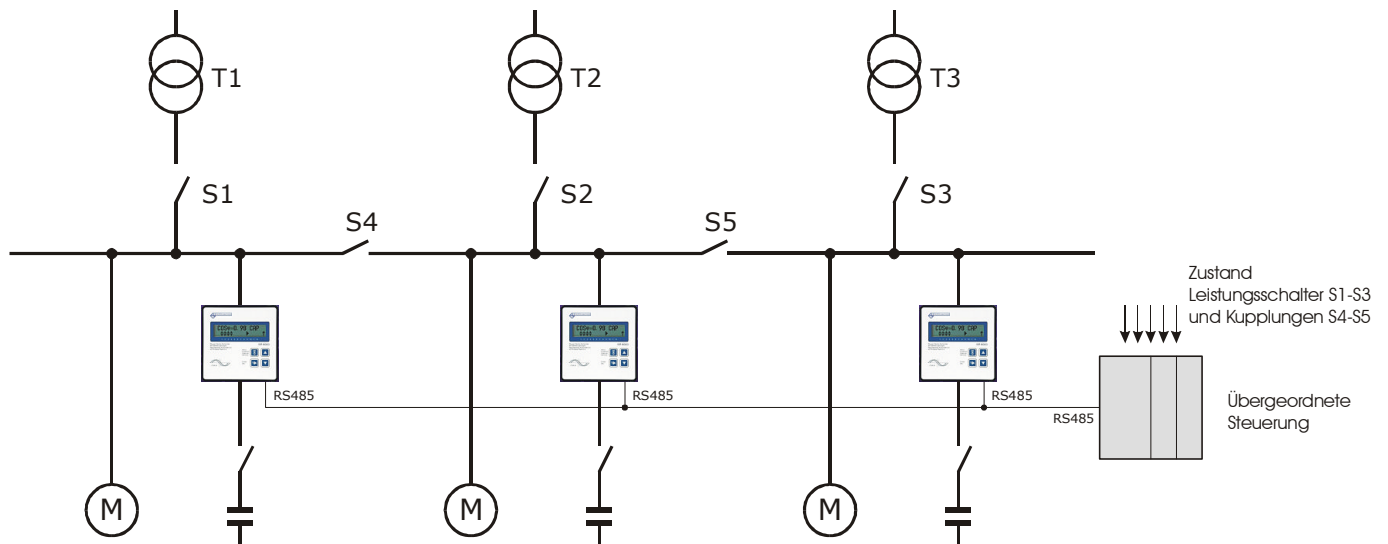 T1
T2
T3
S1
S2
S3
S4
S5
Zustand
Leistungsschalter S1-S3
und Kupplungen S4-S5
RS485
RS485
RS485
RS485
Übergeordnete
Steuerung
M
M
M